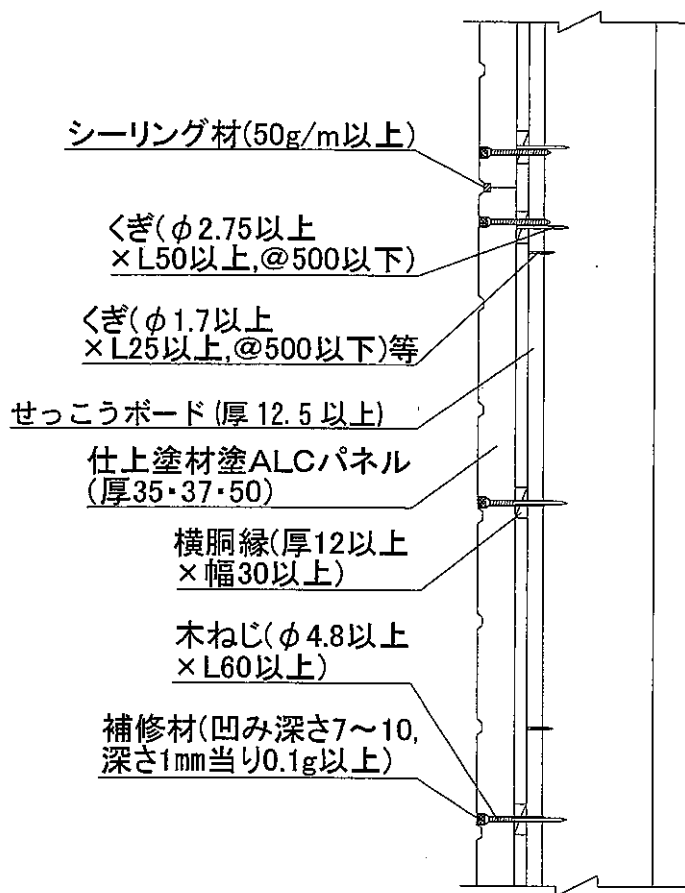 シーリング材(50g/m以上)
くぎ(φ2.75以上
×L50以上,@500以下)
くぎ(φ1.7以上
×L25以上,@500以下)等
せっこうボード(厚12.5以上)
仕上塗材塗ALCパネル
(厚35・37・50)
横胴縁(厚12以上
×幅30以上)
木ねじ(φ4.8以上
×L60以上)
補修材(凹み深さ7～10,
深さ1mm当り0.1g以上)